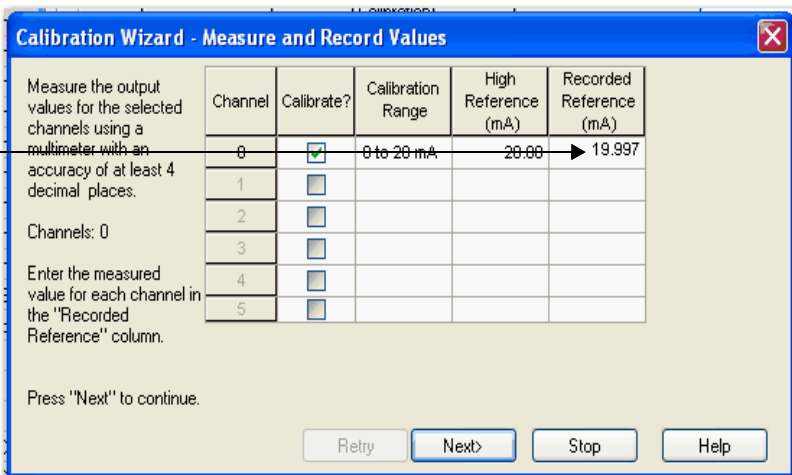 Calibration Wizard - Measure and Record Values
Measure the output
values for the selected
channels using a
multimeter with an
accuracy of at least 4
decimal places.
Channels: 0
Enter the measured
value for each channel in
the "Recorded
Reference" column.
Press "Next" to continue.
Channel Calibrate? Calibration Range High Reference (mA) Recorded Reference (mA)
0 0 to 20 mA 20.00 19.997
1
2
3
4
5
Retry Next> Stop Help